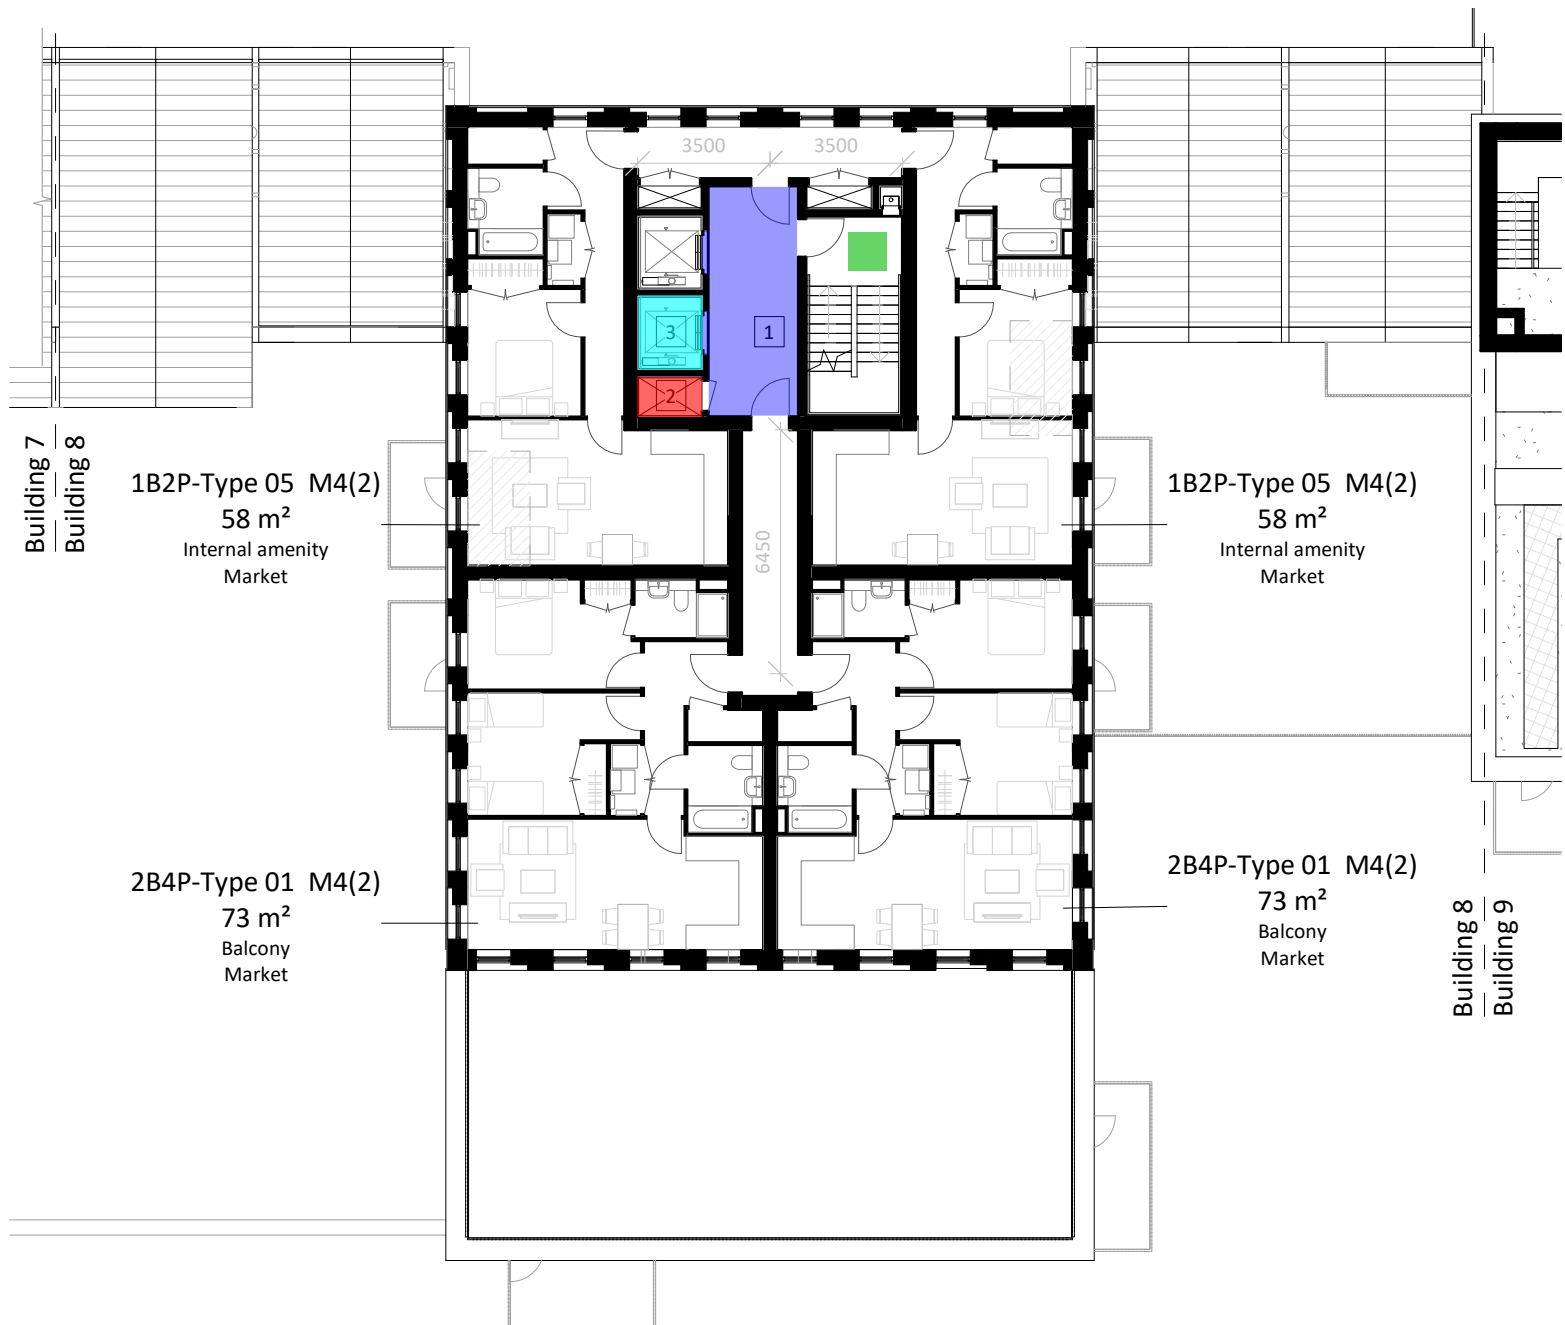 3500
3500
3
1
2
Building 7
Building 8
1B2P-Type 05 M4(2)
58 m²
Internal amenity
Market
1B2P-Type 05 M4(2)
58 m²
Internal amenity
Market
6450
2B4P-Type 01 M4(2)
73 m²
Balcony
Market
2B4P-Type 01 M4(2)
73 m²
Balcony
Market
Building 8
Building 9